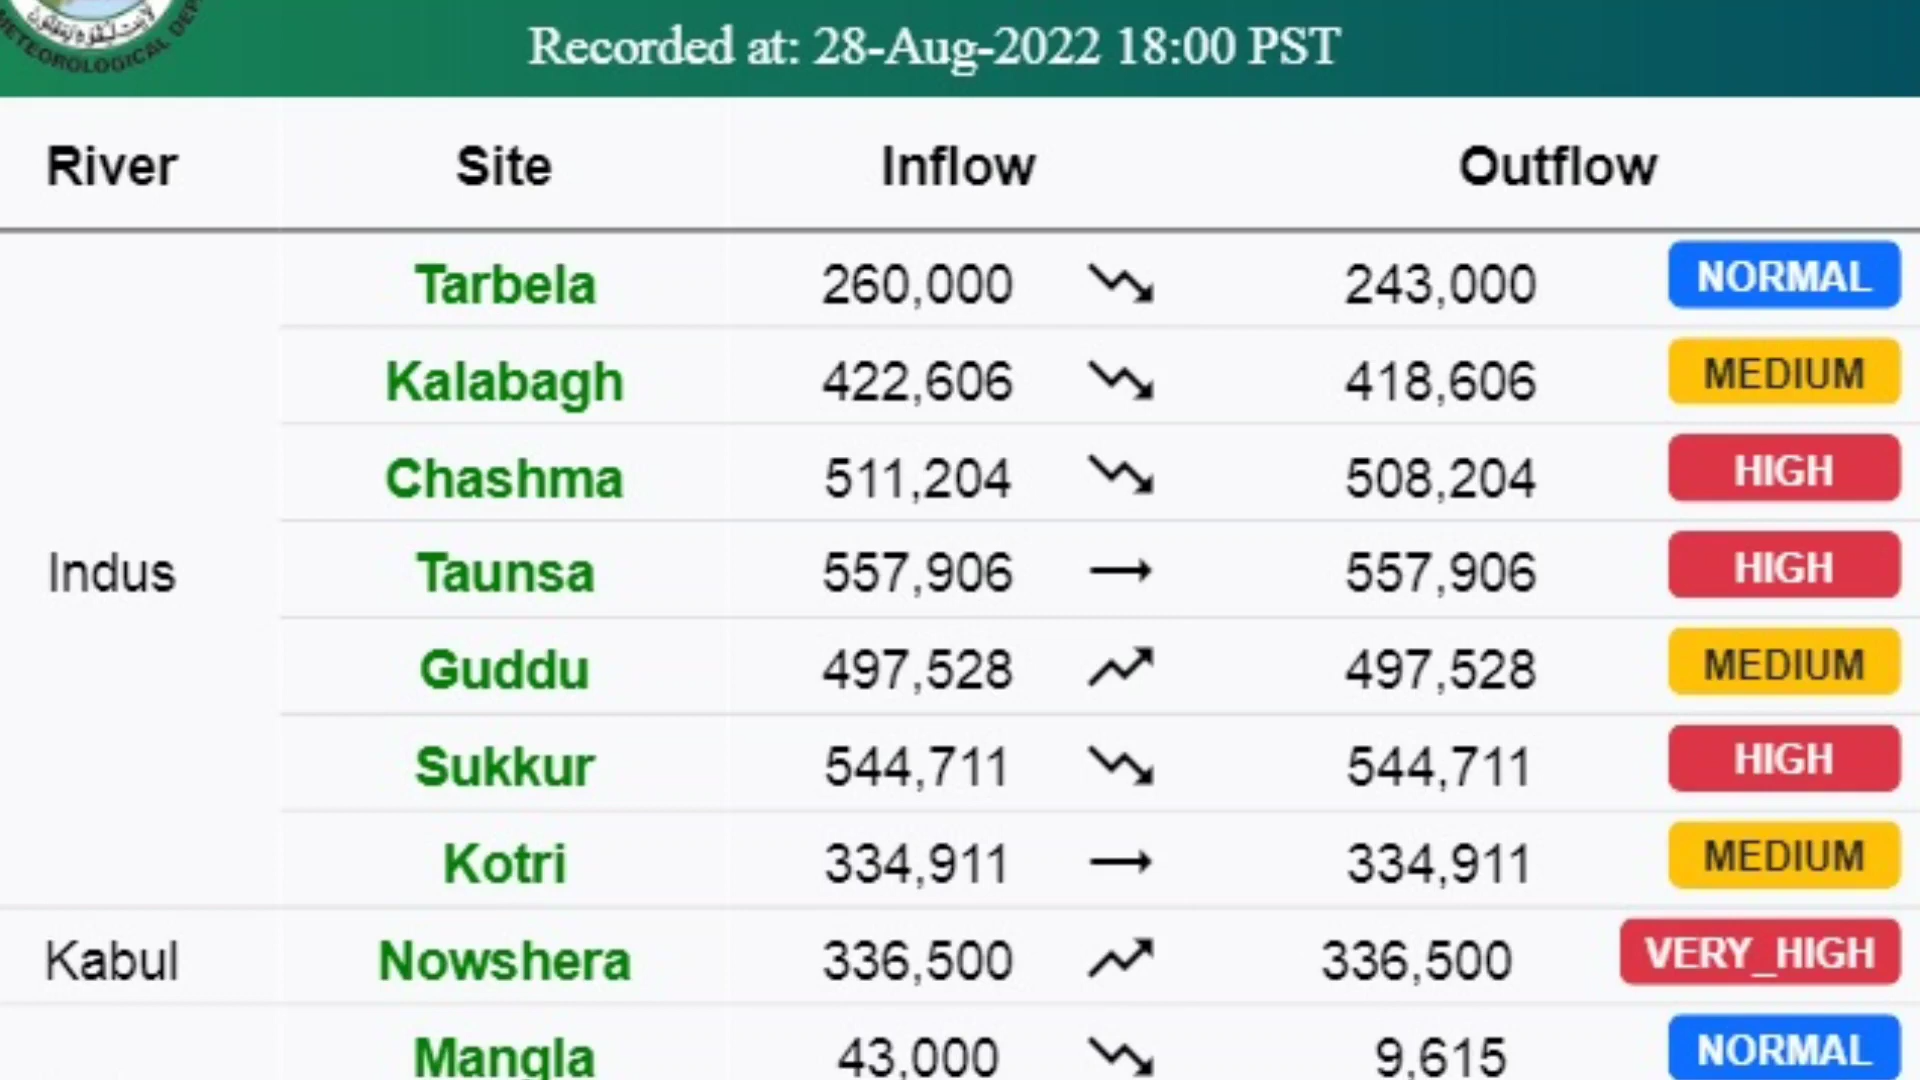 METEOROLOGICAL DEP
Recorded at: 28-Aug-2022 18:00 PST
River Site Inflow Outflow
Tarbela 260,000 243,000 NORMAL
Kalabagh 422,606 418,606 MEDIUM
Chashma 511,204 508,204 HIGH
Indus Taunsa 557,906 557,906 HIGH
Guddu 497,528 497,528 MEDIUM
Sukkur 544,711 544,711 HIGH
Kotri 334,911 334,911 MEDIUM
Kabul Nowshera 336,500 336,500 VERY_HIGH
Mangla 43,000 9,615 NORMAL